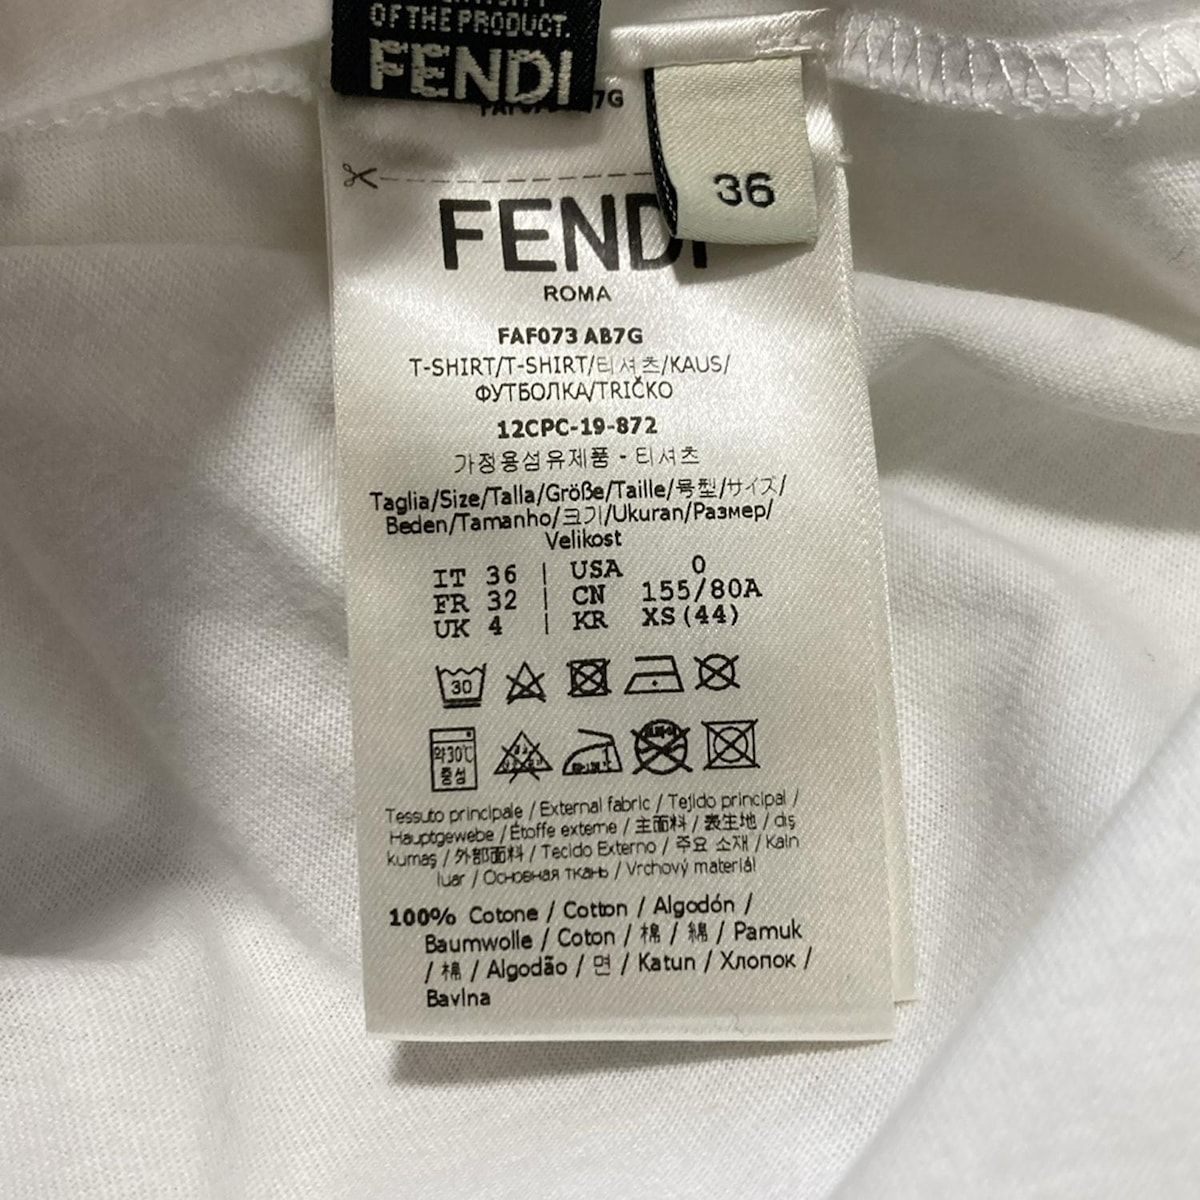 OF THE PRODUCT.
FENDI
7G
36
FENDI
ROMA
FAF073 AB7G
T-SHIRT/T-SHIRT/티셔츠/KAUS/
ФУТБОЛКА/TRIČKO
12CPC-19-872
가정용섬유제품 - 티셔츠
Taglia/Size/Talla/Größe/Taille/号型/サイズ/
Beden/Tamanho/크기/Ukuran/Размер/
Velikost
IT 36 | USA 0
FR 32 | CN 155/80A
UK 4 | KR XS(44)
30
약30℃
중성
Tessuto principale / External fabric / Tejido principal /
Hauptgewebe / Étoffe externe / 主面料 / 表生地 / dış
kumaş / 外部面料 / Tecido Externo / 주요 소재 / Kain
luar / Основная ткань / Vrchový materiál
100% Cotone / Cotton / Algodón /
Baumwolle / Coton / 棉 / 綿 / Pamuk
/ 棉 / Algodão / 면 / Katun / Хлопок /
Bavlna